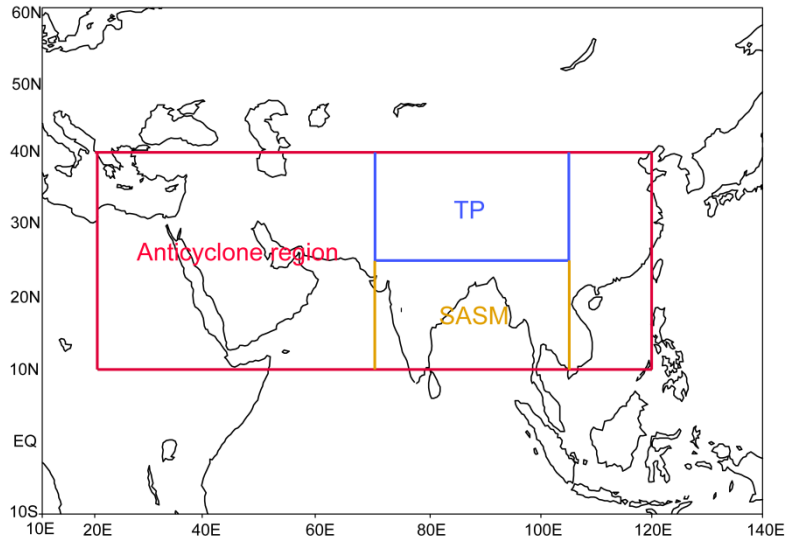 60N
50N
40N
30N
20N
10N
EQ
10S
TP
Anticyclone region
SASM
10E 20E 40E 60E 80E 100E 120E 140E